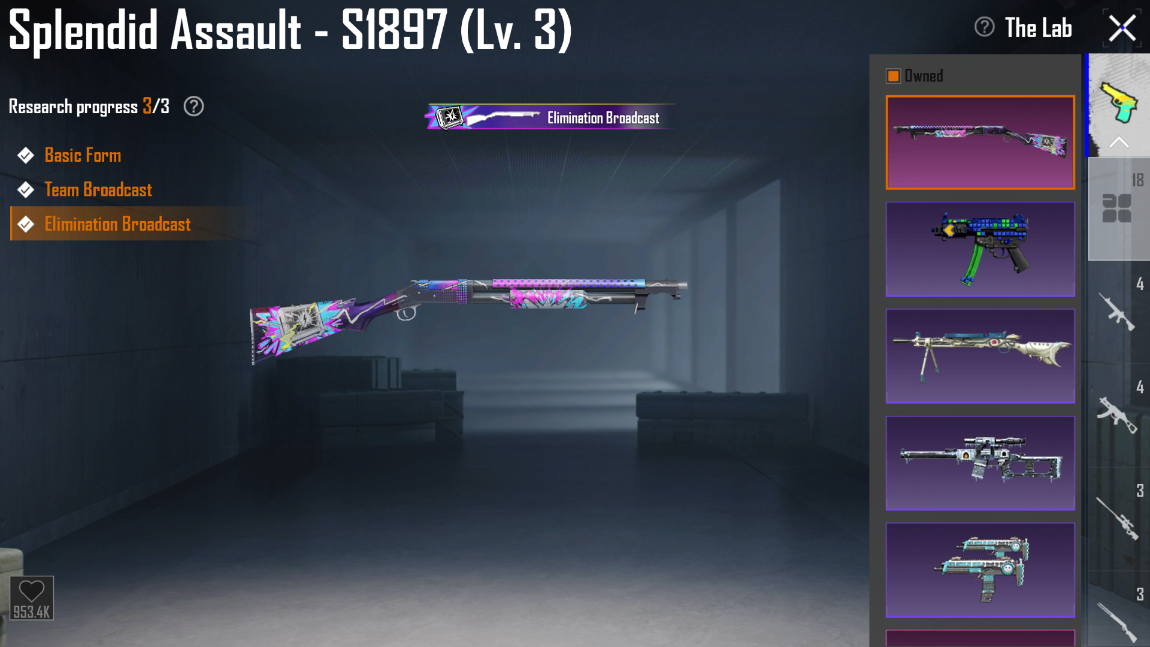 Splendid Assault - S1897 (Lv. 3)
The Lab
Research progress 3/3
Basic Form
Team Broadcast
Elimination Broadcast
Elimination Broadcast
Owned
18
4
4
3
3
953.4K